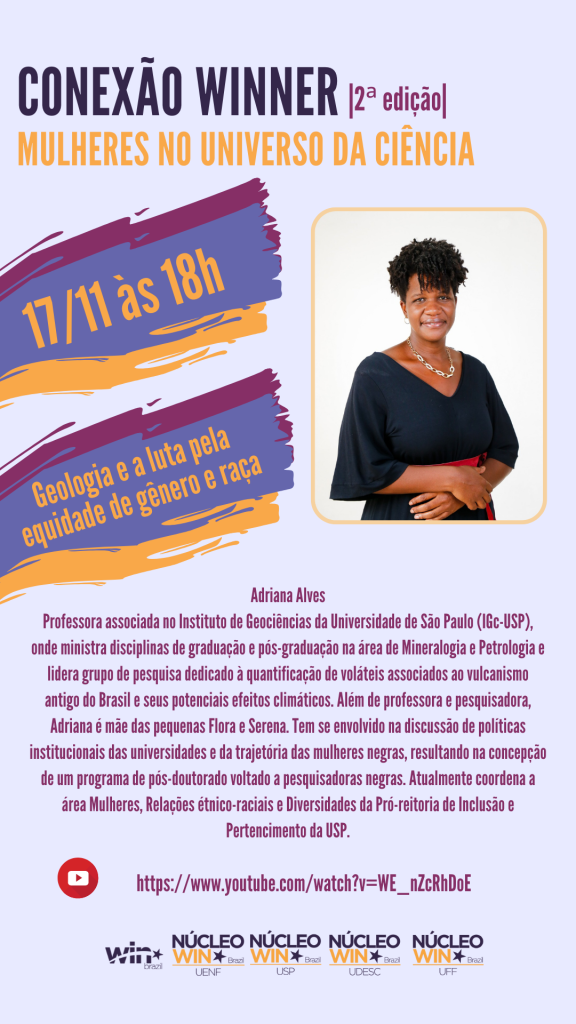 CONEXÃO WINNER |2ª edição|
MULHERES NO UNIVERSO DA CIÊNCIA
17/11 às 18h
Geologia e a luta pela
equidade de gênero e raça
Adriana Alves
Professora associada no Instituto de Geociências da Universidade de São Paulo (IGc-USP),
onde ministra disciplinas de graduação e pós-graduação na área de Mineralogia e Petrologia e
lidera grupo de pesquisa dedicado à quantificação de voláteis associados ao vulcanismo
antigo do Brasil e seus potenciais efeitos climáticos. Além de professora e pesquisadora,
Adriana é mãe das pequenas Flora e Serena. Tem se envolvido na discussão de políticas
institucionais das universidades e da trajetória das mulheres negras, resultando na concepção
de um programa de pós-doutorado voltado a pesquisadoras negras. Atualmente coordena a
área Mulheres, Relações étnico-raciais e Diversidades da Pró-reitoria de Inclusão e
Pertencimento da USP.
https://www.youtube.com/watch?v=WE_nZcRhDoE
win Brazil
NÚCLEO WIN Brazil UENF
NÚCLEO WIN Brazil USP
NÚCLEO WIN Brazil UDESC
NÚCLEO WIN Brazil UFF